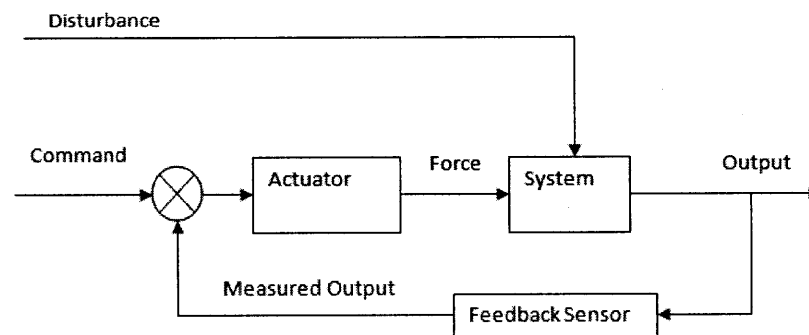 Disturbance
Command
Actuator
Force
System
Output
Measured Output
Feedback Sensor